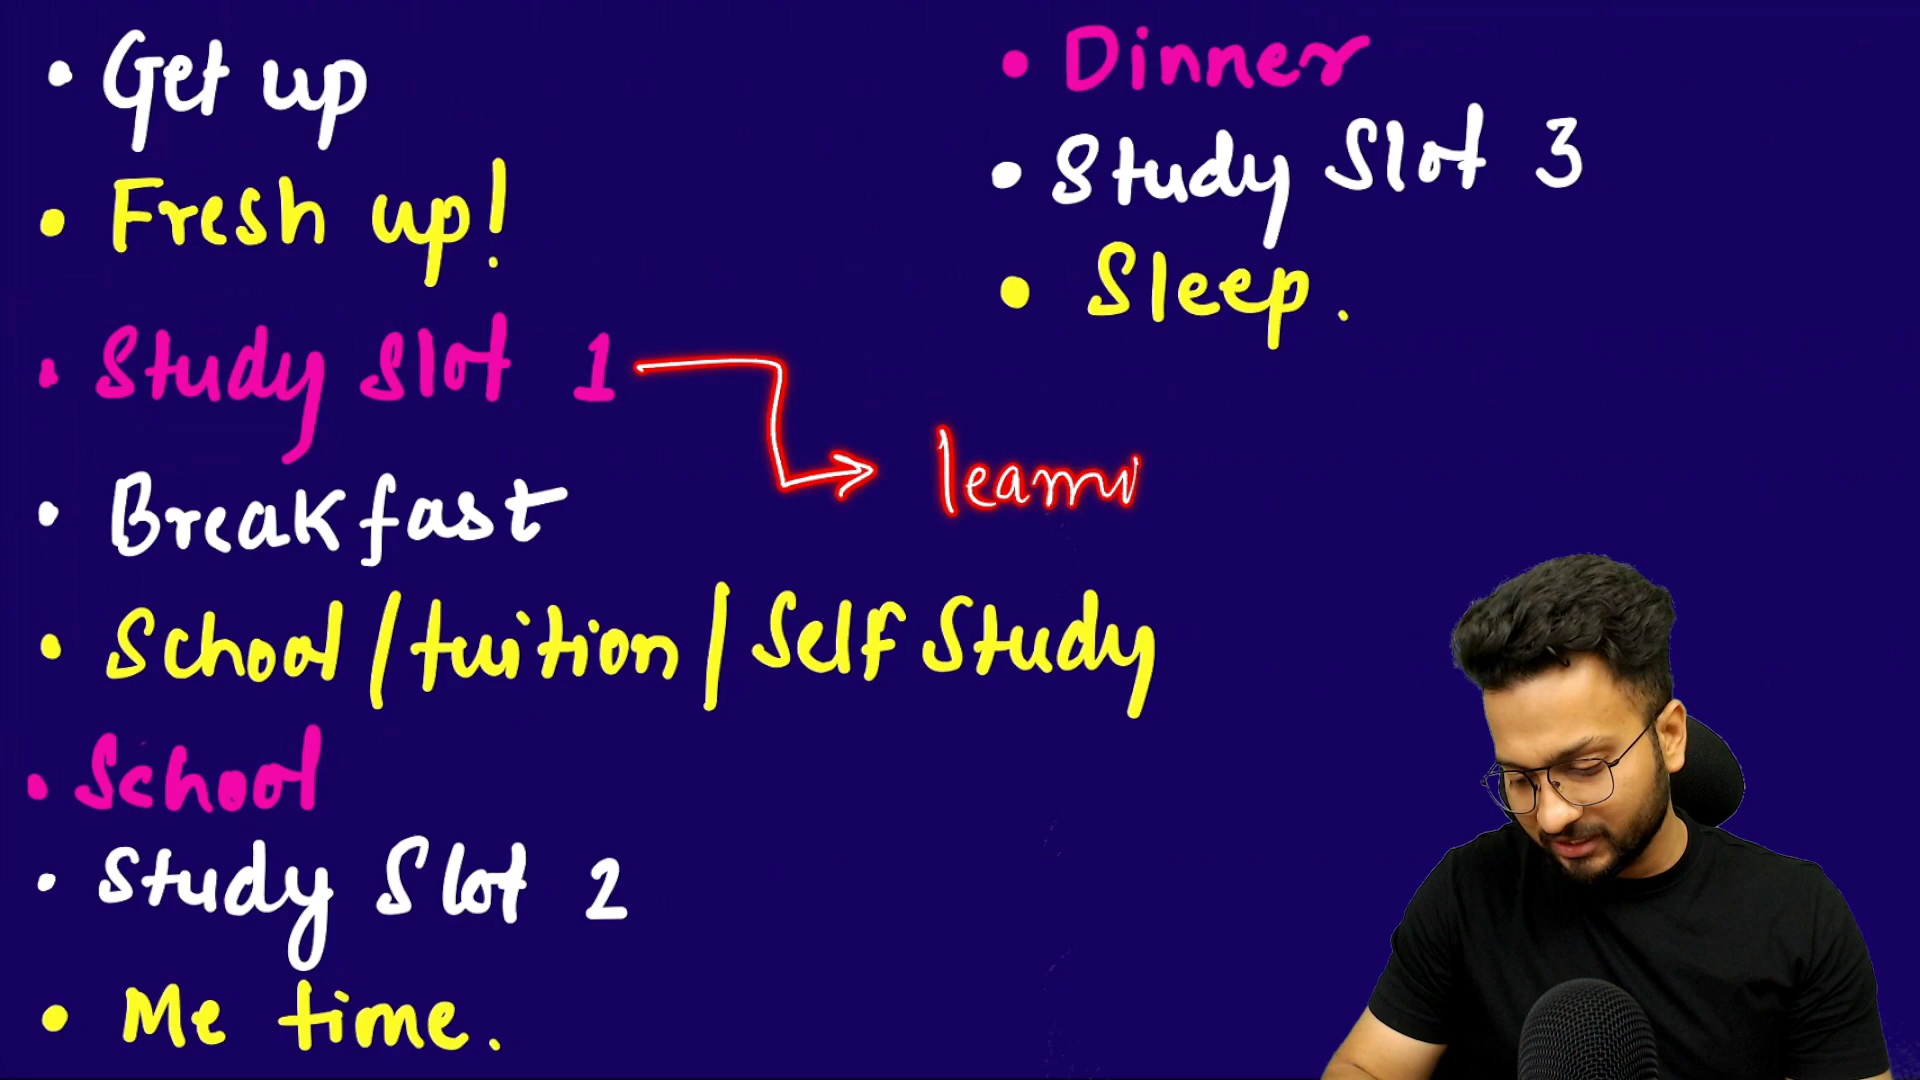 • Get up
• Fresh up!
• Study Slot 1
• Breakfast
• School/tuition/Self Study
• School
• Study Slot 2
• Me time.
• Dinner
• Study Slot 3
• Sleep.